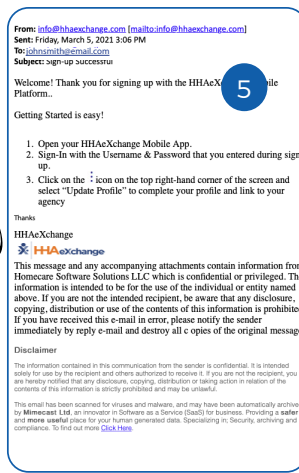 From: info@hhaexchange.com [mailto:info@hhaexchange.com]
Sent: Friday, March 5, 2021 3:06 PM
To: johnsmith@email.com
Subject: Sign-up Successful
5
Welcome! Thank you for signing up with the HHAeX
Platform..
Getting Started is easy!
1. Open your HHAeXchange Mobile App.
2. Sign-In with the Username & Password that you entered during sign
up.
3. Click on the ⋮ icon on the top right-hand corner of the screen and
select “Update Profile” to complete your profile and link to your
agency
Thanks
HHAeXchange
HHAeXchange
This message and any accompanying attachments contain information from
Homecare Software Solutions LLC which is confidential or privileged. Th
information is intended to be for the use of the individual or entity named
above. If you are not the intended recipient, be aware that any disclosure,
copying, distribution or use of the contents of this information is prohibite
If you have received this e-mail in error, please notify the sender
immediately by reply e-mail and destroy all c opies of the original message
Disclaimer
The information contained in this communication from the sender is confidential. It is intended
solely for use by the recipient and others authorized to receive it. If you are not the recipient, you
are hereby notified that any disclosure, copying, distribution or taking action in relation of the
contents of this information is strictly prohibited and may be unlawful.
This email has been scanned for viruses and malware, and may have been automatically archive
by Mimecast Ltd, an innovator in Software as a Service (SaaS) for business. Providing a safer
and more useful place for your human generated data. Specializing in; Security, archiving and
compliance. To find out more Click Here.